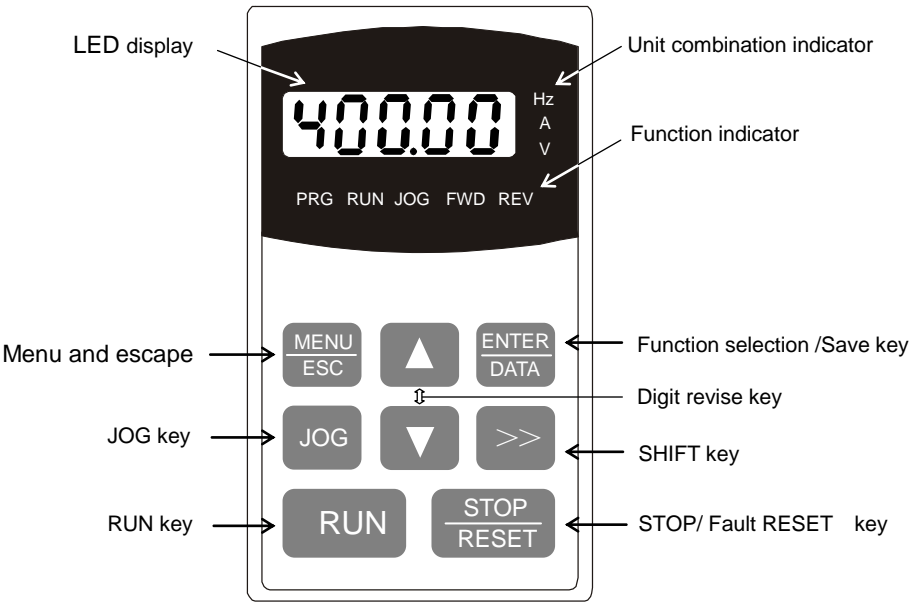 LED display
Unit combination indicator
400.00
Hz
A
V
Function indicator
PRG RUN JOG FWD REV
Menu and escape
MENU
ESC
▲
ENTER
DATA
Function selection /Save key
⇕
Digit revise key
JOG key
JOG
▼
>>
SHIFT key
RUN key
RUN
STOP
RESET
STOP/ Fault RESET key